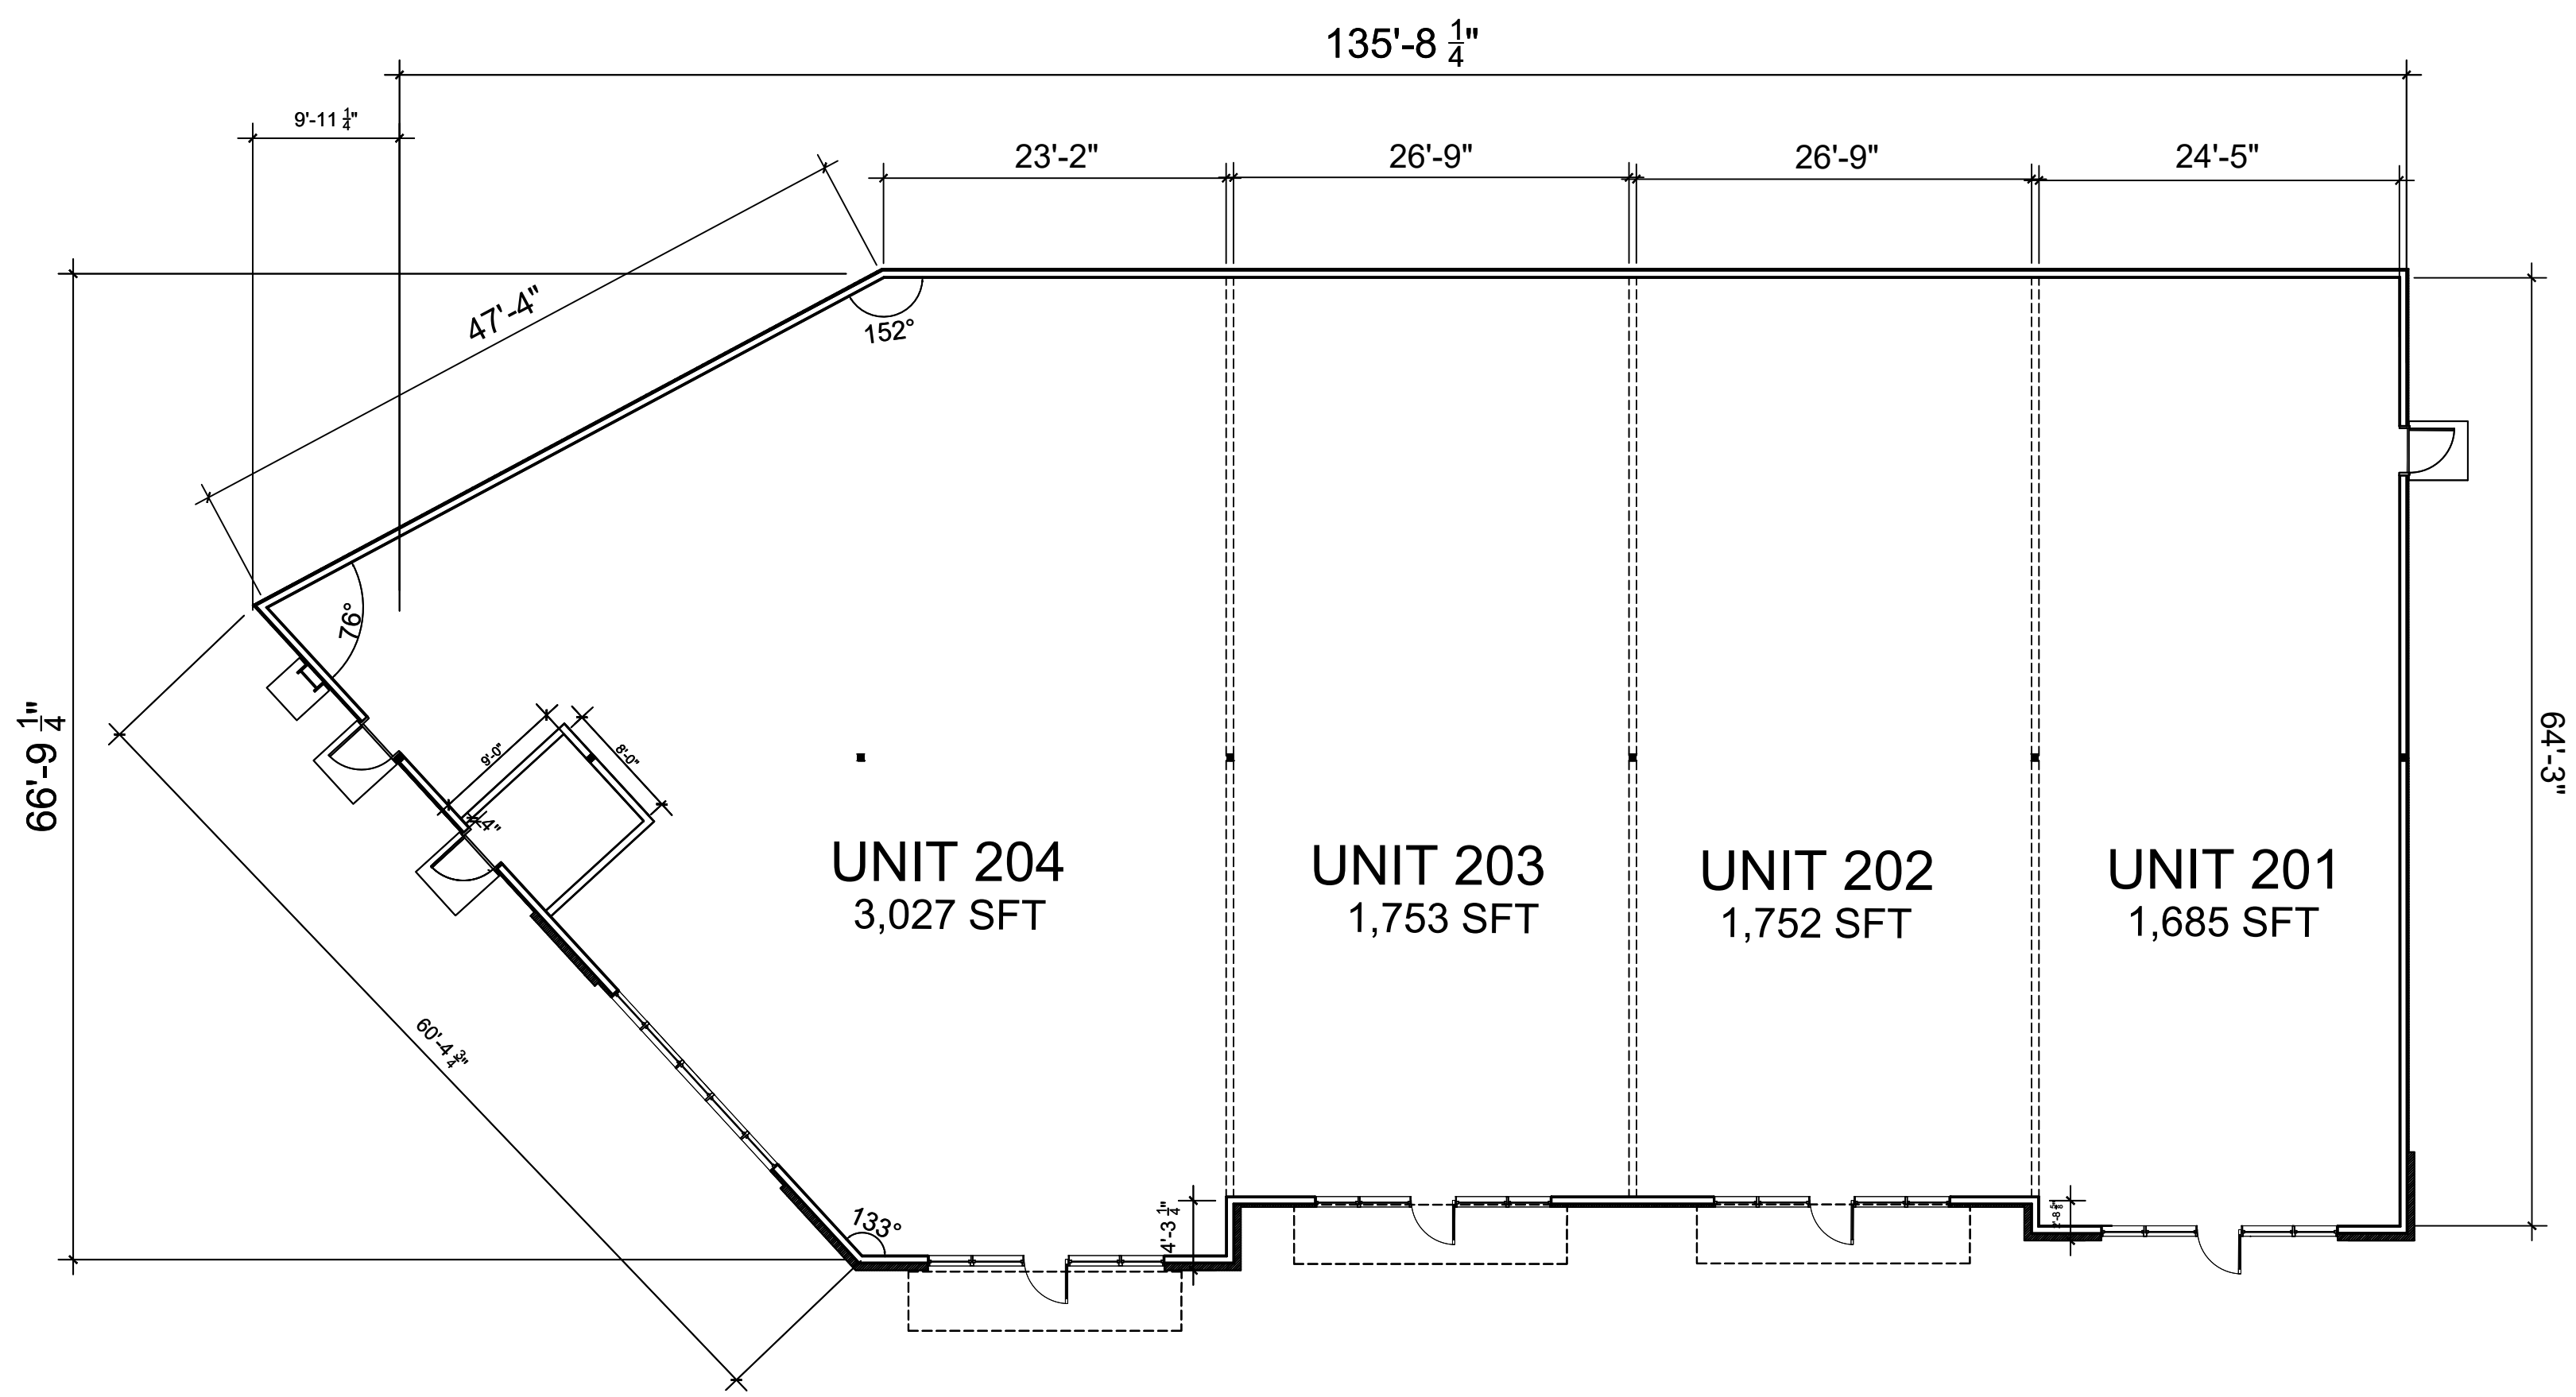 135'-8 1/4"
9'-11 1/4"
23'-2"
26'-9"
26'-9"
24'-5"
47'-4"
152°
76°
66'-9 1/4"
64'-3"
9'-0"
8'-0"
4"
UNIT 204
3,027 SFT
UNIT 203
1,753 SFT
UNIT 202
1,752 SFT
UNIT 201
1,685 SFT
60'-4 3/4"
133°
4'-3 1/4"